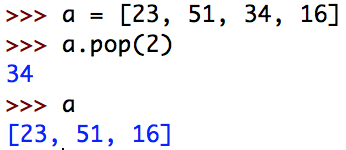 >>> a = [23, 51, 34, 16]
>>> a.pop(2)
34
>>> a
[23, 51, 16]